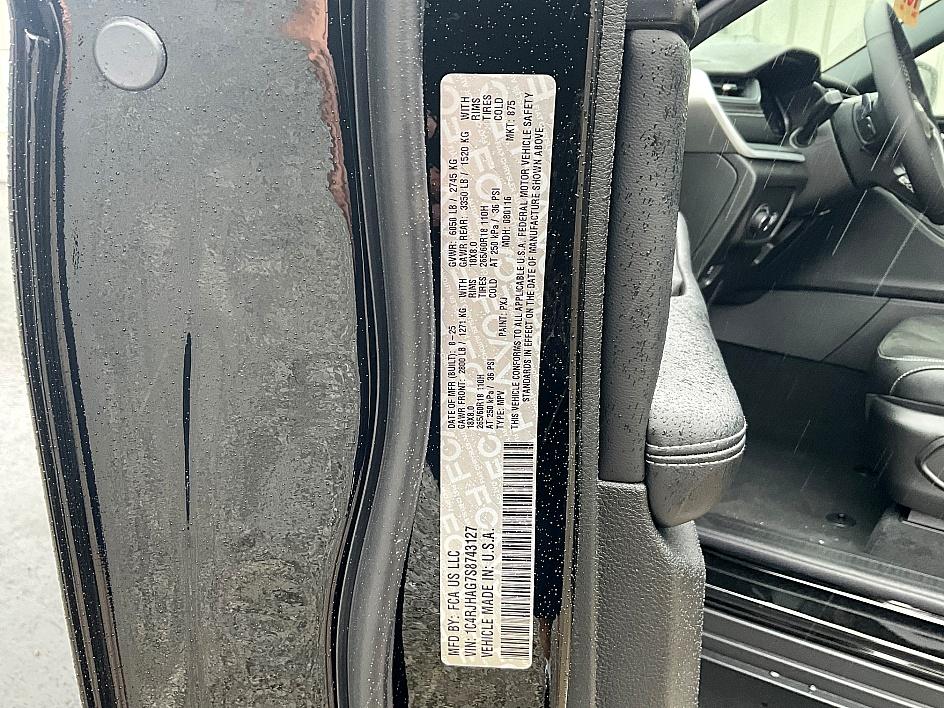 MFD BY: FCA US LLC
VIN: 1C4RJHAG7S8743127
VEHICLE MADE IN: U.S.A.
DATE OF MFR (BUILT): 8-25
GAWR FRONT: 2800 LB / 1271 KG WITH
18X8.0 RIMS
265/60R18 110H TIRES
AT 250 kPa / 36 PSI COLD
TYPE: MPV PAINT: PXJ
GVWR: 6050 LB / 2745 KG
GAWR REAR: 3350 LB / 1520 KG WITH
18X8.0 RIMS
265/60R18 110H TIRES
AT 250 kPa / 36 PSI COLD
MDH: 080116 MKT: 875
THIS VEHICLE CONFORMS TO ALL APPLICABLE U.S.A. FEDERAL MOTOR VEHICLE SAFETY
STANDARDS IN EFFECT ON THE DATE OF MANUFACTURE SHOWN ABOVE.